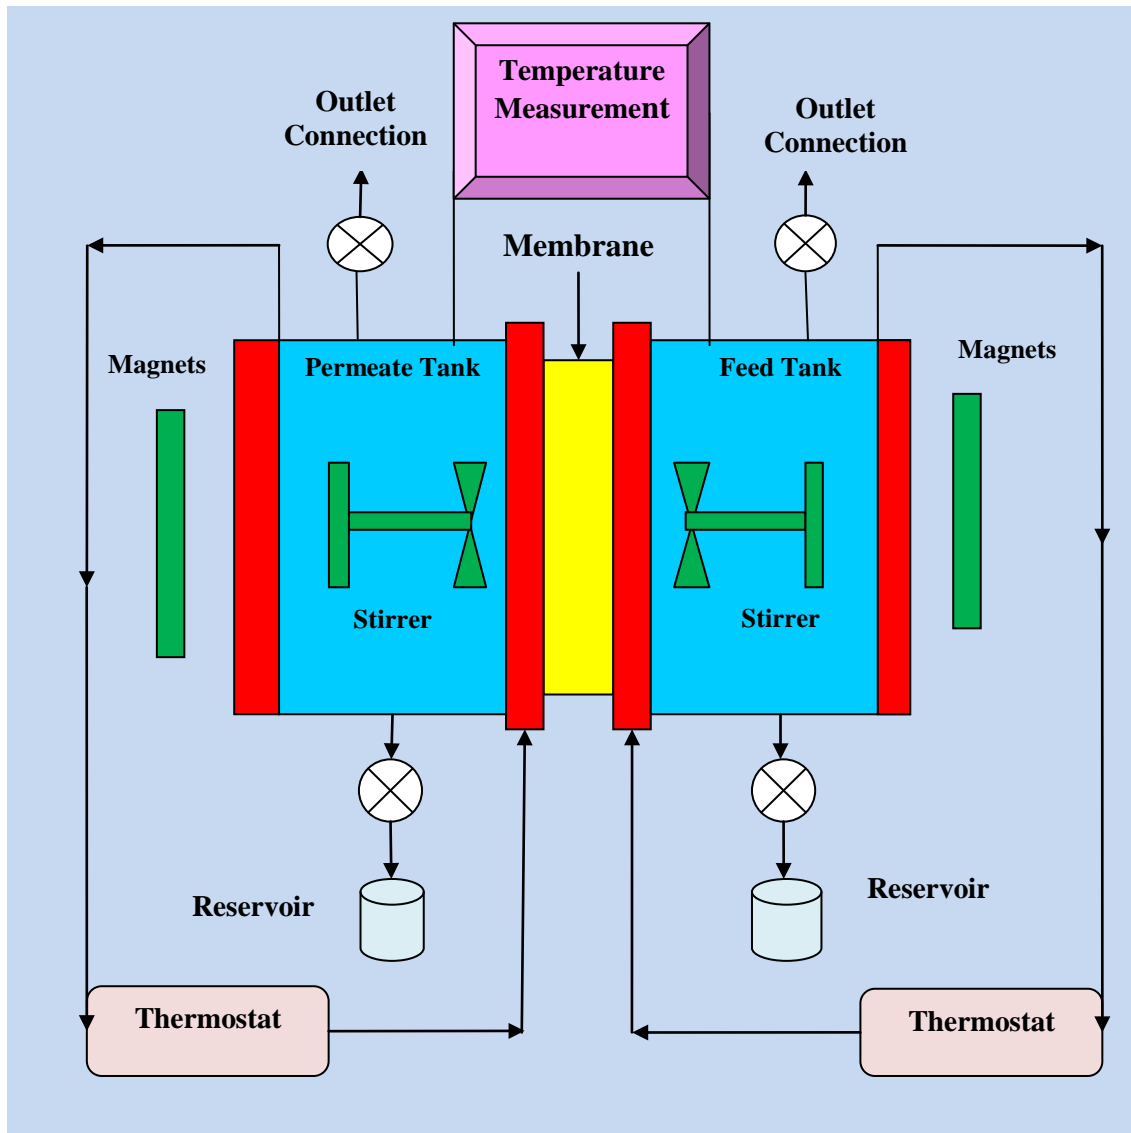 Temperature
Measurement
Outlet
Connection
Outlet
Connection
Membrane
Magnets
Permeate Tank
Feed Tank
Magnets
Stirrer
Stirrer
Reservoir
Reservoir
Thermostat
Thermostat